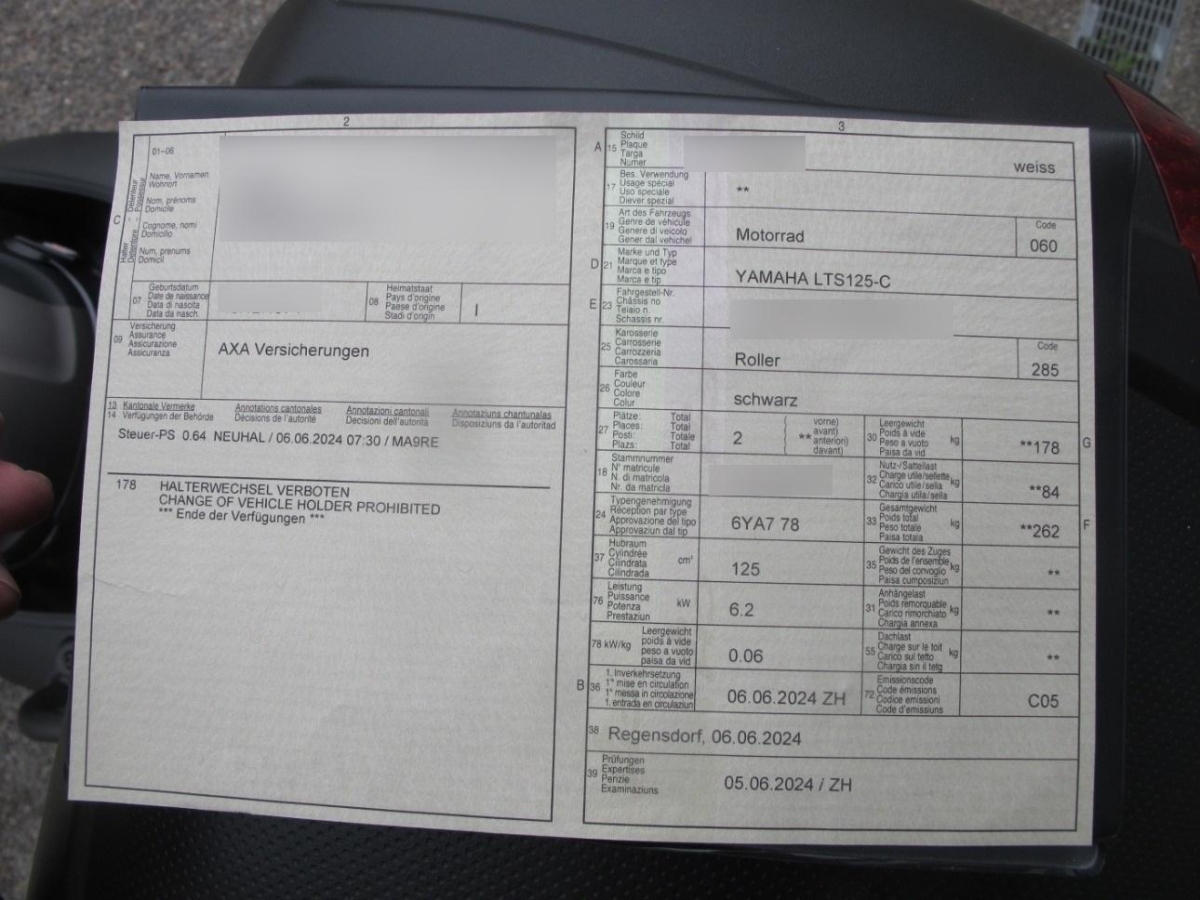 2
01-06
C
Halter - Détenteur
Detentore - Possessur
Name, Vornamen
Wohnort
Nom, prénoms
Domicile
Cognome, nomi
Domicilio
Num, prenums
Domicil
07
Geburtsdatum
Date de naissance
Data di nascita
Data da nasch.
08
Heimatstaat
Pays d'origine
Paese d'origine
Stadi d'origin
I
09
Versicherung
Assurance
Assicurazione
Assicuranza
AXA Versicherungen
13 Kantonale Vermerke Annotations cantonales Annotazioni cantonali Annotaziuns chantunalas
14 Verfügungen der Behörde Décisions de l'autorité Decisioni dell'autorità Disposiziuns da l'autoritad
Steuer-PS 0.64 NEUHAL / 06.06.2024 07:30 / MA9RE
178 HALTERWECHSEL VERBOTEN
CHANGE OF VEHICLE HOLDER PROHIBITED
*** Ende der Verfügungen ***
3
A 15
Schild
Plaque
Targa
Numer
weiss
17
Bes. Verwendung
Usage spécial
Uso speciale
Diever spezial
**
19
Art des Fahrzeugs
Genre de véhicule
Genere di veicolo
Gener dal vehichel
Motorrad
Code
060
D 21
Marke und Typ
Marque et type
Marca e tipo
Marca e tip
YAMAHA LTS125-C
E 23
Fahrgestell-Nr.
Châssis no
Telaio n.
Schassis nr.
25
Karosserie
Carrosserie
Carrozzeria
Carossaria
Roller
Code
285
26
Farbe
Couleur
Colore
Colur
schwarz
27
Plätze: Total
Places: Total
Posti: Totale
Plazs: Total
2
vorne)
avant)
** anteriori)
davant)
30
Leergewicht
Poids à vide
Peso a vuoto
Paisa da vid
kg
**178
G
18
Stammnummer
N° matricule
N. di matricola
Nr. da matricla
32
Nutz-/Sattellast
Charge utile/sellette
Carico utile/sella
Chargia utila/sella
kg
**84
24
Typengenehmigung
Réception par type
Approvazione del tipo
Approvaziun dal tip
6YA7 78
33
Gesamtgewicht
Poids total
Peso totale
Paisa totala
kg
**262
F
37
Hubraum
Cylindrée
Cilindrata
Cilindrada
cm³
125
35
Gewicht des Zuges
Poids de l'ensemble
Peso del convoglio
Paisa cumposiziun
kg
**
76
Leistung
Puissance
Potenza
Prestaziun
kW
6.2
31
Anhängelast
Poids remorquable
Carico rimorchiato
Chargia annexa
kg
**
78 kW/kg
Leergewicht
poids à vide
peso a vuoto
paisa da vid
0.06
55
Dachlast
Charge sur le toit
Carico sul tetto
Chargia sin il tetg
kg
**
B 36
1. Inverkehrsetzung
1re mise en circulation
1a messa in circolazione
1. entrada en circulaziun
06.06.2024 ZH
72
Emissionscode
Code émissions
Codice emissioni
Code d'emissiuns
C05
38 Regensdorf, 06.06.2024
39
Prüfungen
Expertises
Perizie
Examinaziuns
05.06.2024 / ZH